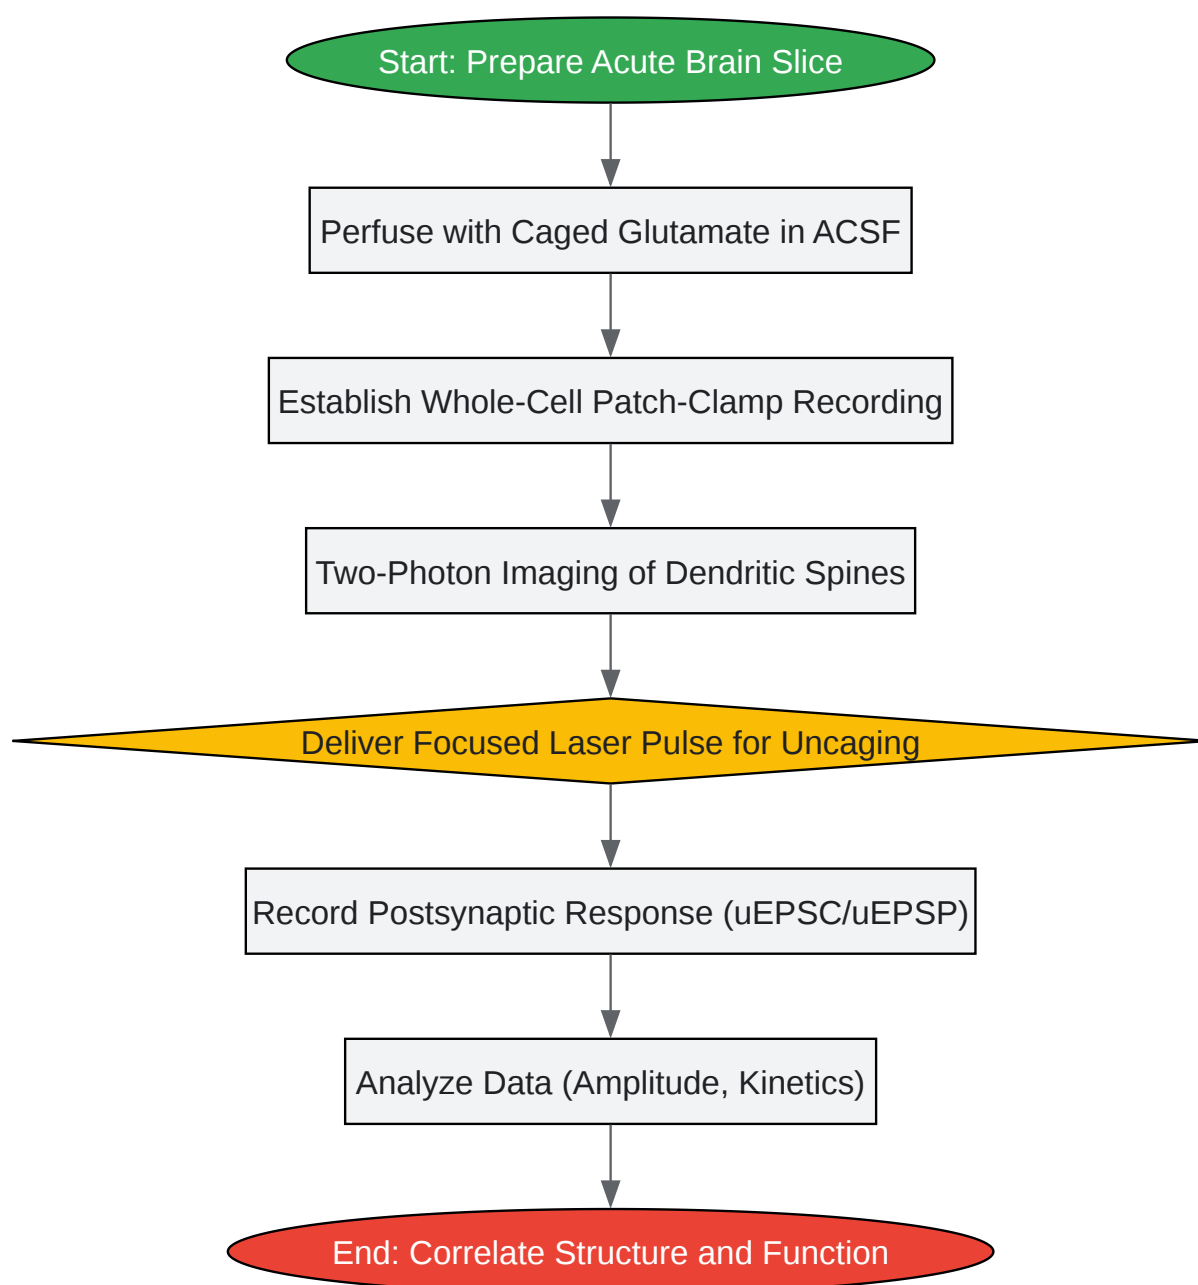 Start: Prepare Acute Brain Slice
Perfuse with Caged Glutamate in ACSF
Establish Whole-Cell Patch-Clamp Recording
Two-Photon Imaging of Dendritic Spines
Deliver Focused Laser Pulse for Uncaging
Record Postsynaptic Response (uEPSC/uEPSP)
Analyze Data (Amplitude, Kinetics)
End: Correlate Structure and Function